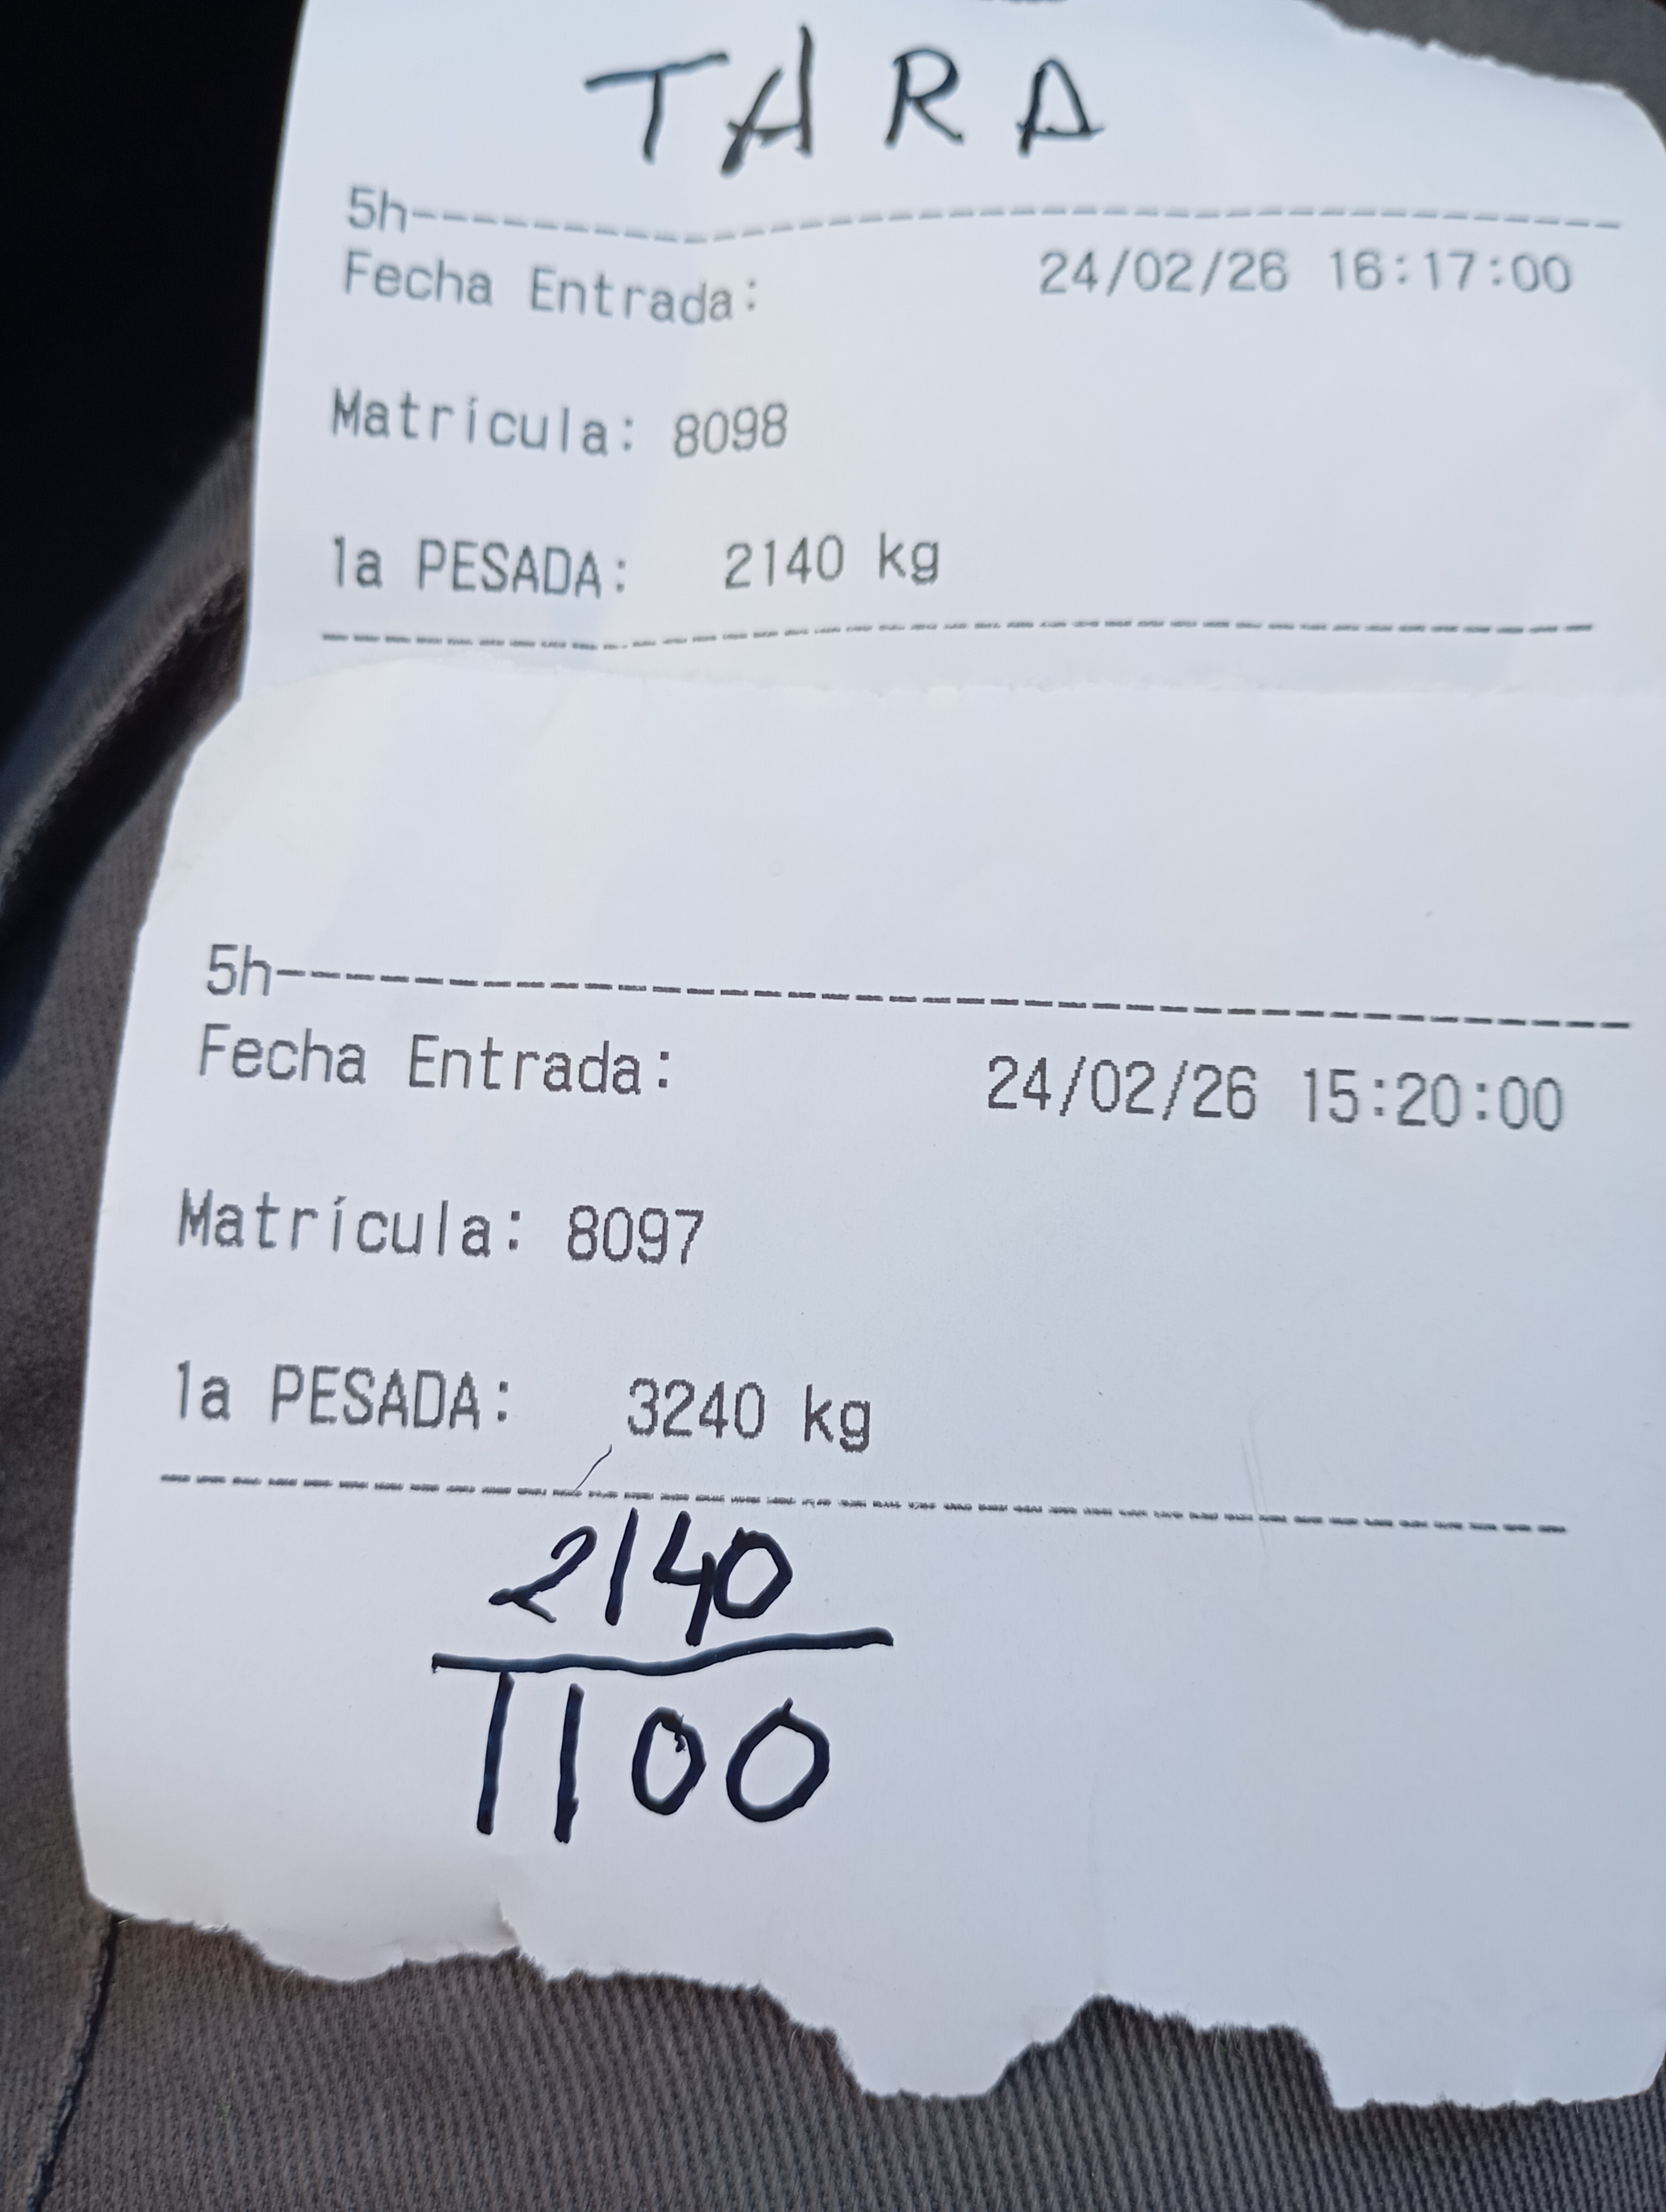 TARA
5h--------------------------------------
Fecha Entrada: 24/02/26 16:17:00
Matrícula: 8098
1a PESADA: 2140 kg
----------------------------------------
5h--------------------------------------
Fecha Entrada: 24/02/26 15:20:00
Matrícula: 8097
1a PESADA: 3240 kg
----------------------------------------
2140
1100